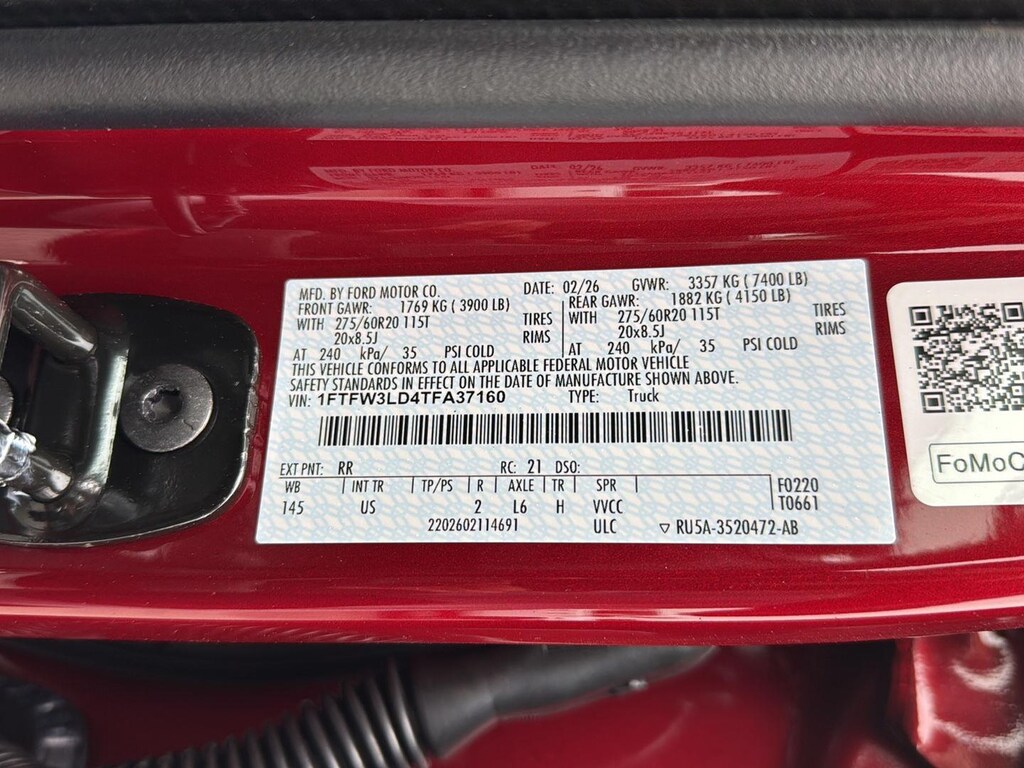 MFD. BY FORD MOTOR CO. DATE: 02/26 GVWR: 3357 KG ( 7400 LB)
FRONT GAWR: 1769 KG ( 3900 LB) REAR GAWR: 1882 KG ( 4150 LB)
WITH 275/60R20 115T TIRES 275/60R20 115T TIRES
20x8.5J RIMS WITH 20x8.5J RIMS
AT 240 kPa/ 35 PSI COLD AT 240 kPa/ 35 PSI COLD
THIS VEHICLE CONFORMS TO ALL APPLICABLE FEDERAL MOTOR VEHICLE
SAFETY STANDARDS IN EFFECT ON THE DATE OF MANUFACTURE SHOWN ABOVE.
VIN: 1FTFW3LD4TFA37160 TYPE: Truck
EXT PNT: RR RC: 21 DSO:
WB INT TR TP/PS R AXLE TR SPR F0220
145 US 2 L6 H VVCC T0661
2202602114691 ULC ▽ RU5A-3520472-AB
FoMoC